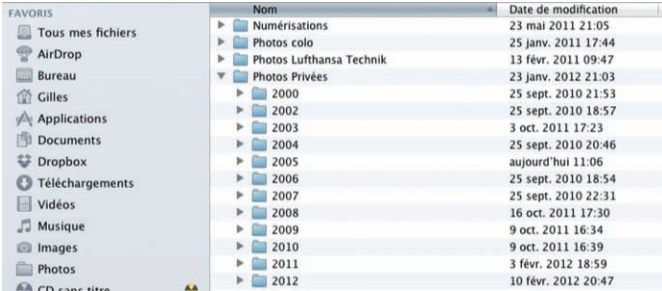 FAVORIS
Tous mes fichiers
AirDrop
Bureau
Gilles
Applications
Documents
Dropbox
Téléchargements
Vidéos
Musique
Images
Photos
CD sans titre
Nom Date de modification
Numérisations 23 mai 2011 21:05
Photos colo 25 janv. 2011 17:44
Photos Lufthansa Technik 13 févr. 2011 09:47
Photos Privées 23 janv. 2012 21:03
2000 25 sept. 2010 21:53
2002 25 sept. 2010 18:57
2003 3 oct. 2011 17:23
2004 25 sept. 2010 20:46
2005 aujourd'hui 11:06
2006 25 sept. 2010 18:54
2007 25 sept. 2010 22:31
2008 16 oct. 2011 17:30
2009 9 oct. 2011 16:34
2010 9 oct. 2011 16:39
2011 3 févr. 2012 18:59
2012 10 févr. 2012 20:47